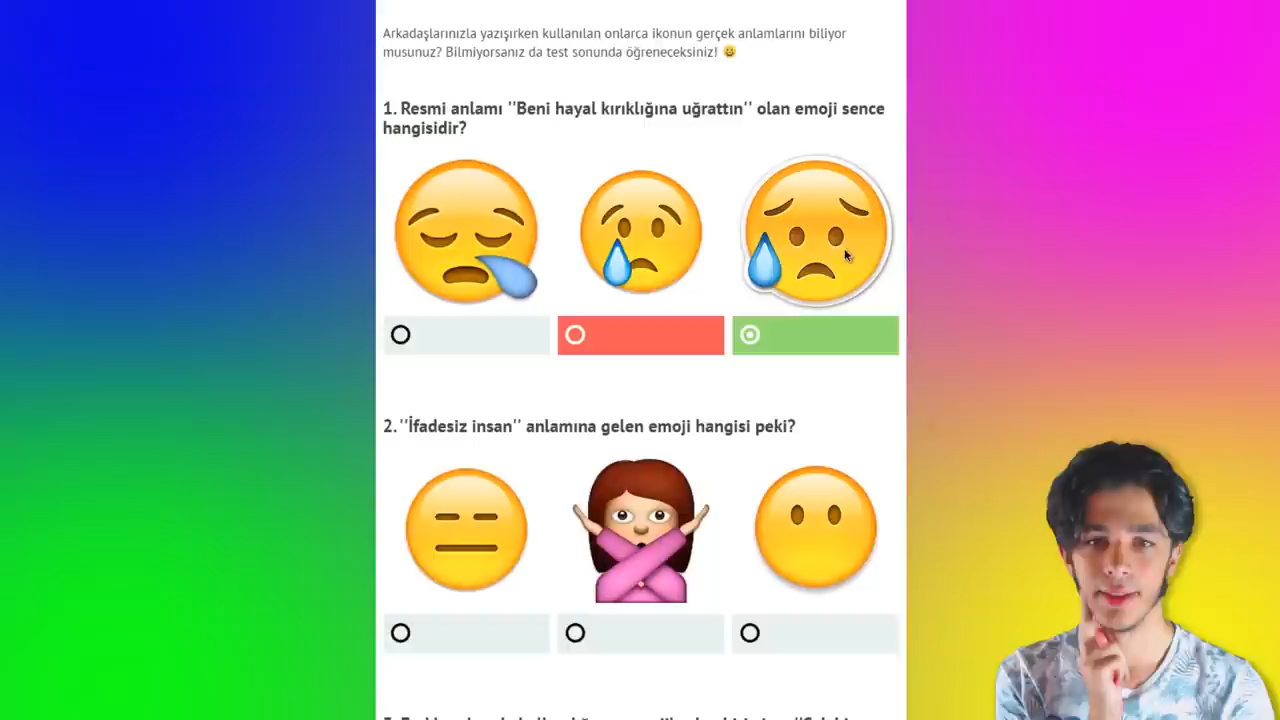 Arkadaşlarınızla yazışırken kullanılan onlarca ikonun gerçek anlamlarını biliyor
musunuz? Bilmiyorsanız da test sonunda öğreneceksiniz! 😀
1. Resmi anlamı ''Beni hayal kırıklığına uğrattın'' olan emoji sence
hangisidir?
2. ''İfadesiz insan'' anlamına gelen emoji hangisi peki?